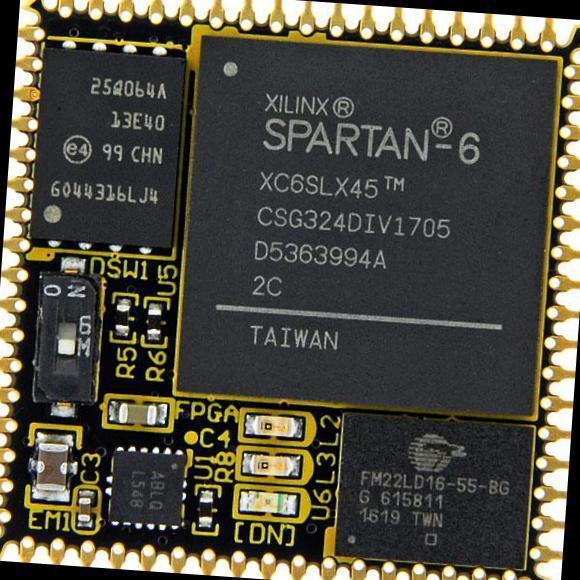 25Q064A
13E40
e4 99 CHN
6044316LJ4
XILINX®
SPARTAN®-6
XC6SLX45™
CSG324DIV1705
D5363994A
2C
TAIWAN
DSW1
U5
ON
R5
R6
FPGA
C4
L2
C3
ABLQ
L548
U1
R8
L3
U6
EM1
[DN]
FM22LD16-55-BG
G 615811
1619 TWN